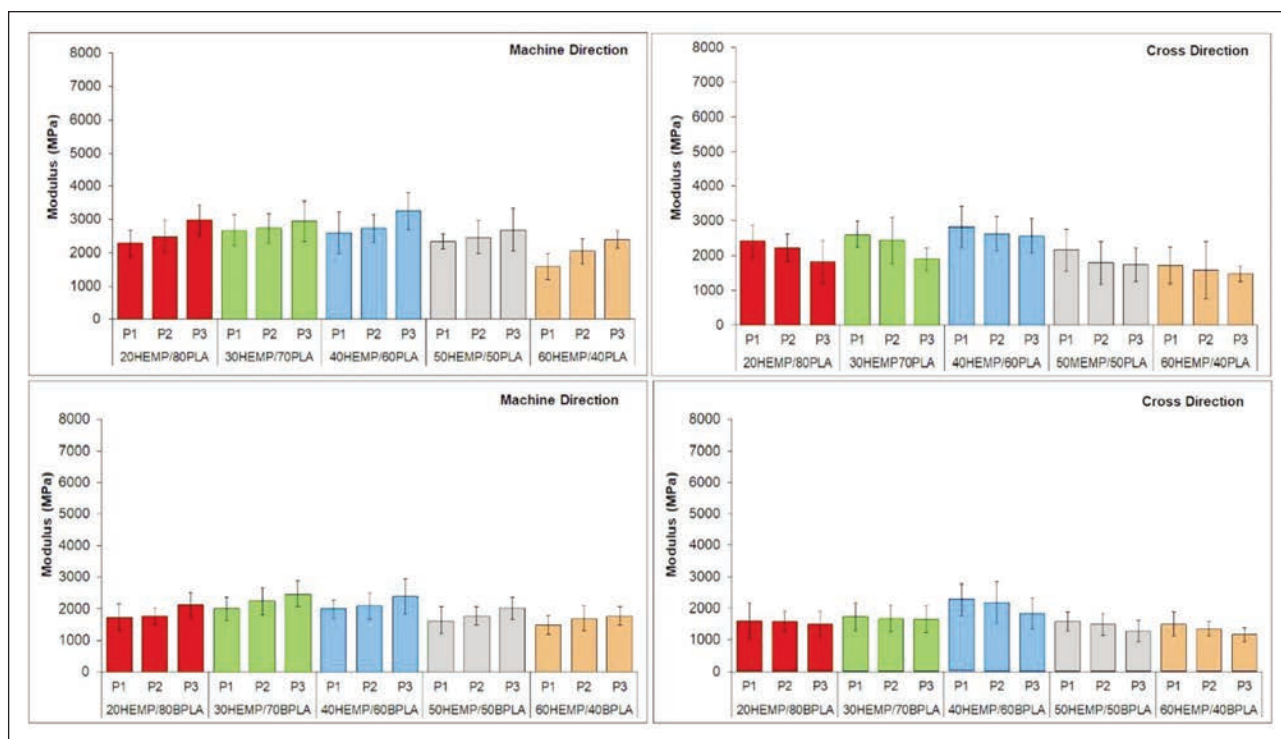 Machine Direction
Modulus (MPa)
8000
7000
6000
5000
4000
3000
2000
1000
0
P1 P2 P3 P1 P2 P3 P1 P2 P3 P1 P2 P3 P1 P2 P3
20HEMP/80PLA 30HEMP/70PLA 40HEMP/60PLA 50HEMP/50PLA 60HEMP/40PLA
Cross Direction
Modulus (MPa)
8000
7000
6000
5000
4000
3000
2000
1000
0
P1 P2 P3 P1 P2 P3 P1 P2 P3 P1 P2 P3 P1 P2 P3
20HEMP/80PLA 30HEMP70PLA 40HEMP/60PLA 50MEMP/50PLA 60HEMP/40PLA
Machine Direction
Modulus (MPa)
8000
7000
6000
5000
4000
3000
2000
1000
0
P1 P2 P3 P1 P2 P3 P1 P2 P3 P1 P2 P3 P1 P2 P3
20HEMP/80BPLA 30HEMP/70BPLA 40HEMP/60BPLA 50HEMP/50BPLA 60HEMP/40BPLA
Cross Direction
Modulus (MPa)
8000
7000
6000
5000
4000
3000
2000
1000
0
P1 P2 P3 P1 P2 P3 P1 P2 P3 P1 P2 P3 P1 P2 P3
20HEMP/80BPLA 30HEMP/70BPLA 40HEMP/60BPLA 50HEMP/50BPLA 60HEMP/40BPLA